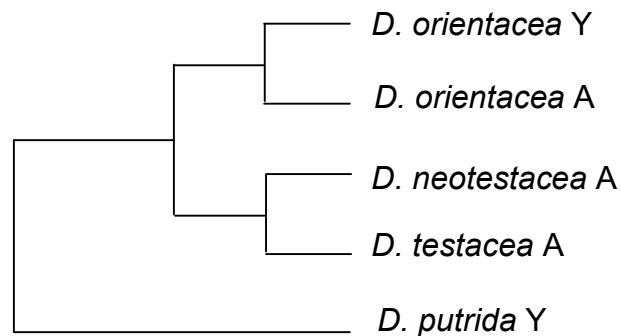 D. orientacea Y
D. orientacea A
D. neotestacea A
D. testacea A
D. putrida Y